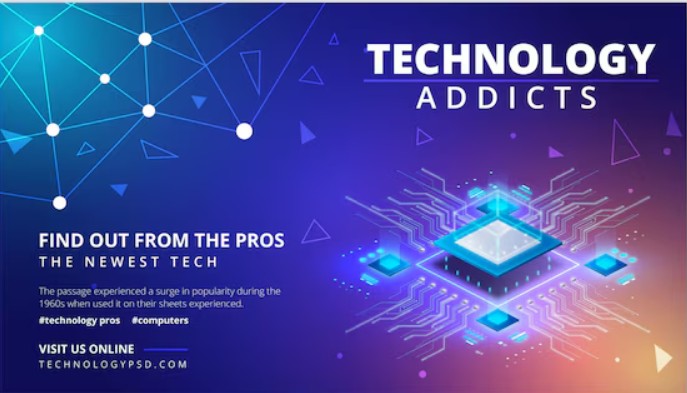 TECHNOLOGY
ADDICTS
FIND OUT FROM THE PROS
THE NEWEST TECH
The passage experienced a surge in popularity during the
1960s when used it on their sheets experienced.
#technology pros #computers
VISIT US ONLINE
TECHNOLOGYPSD.COM